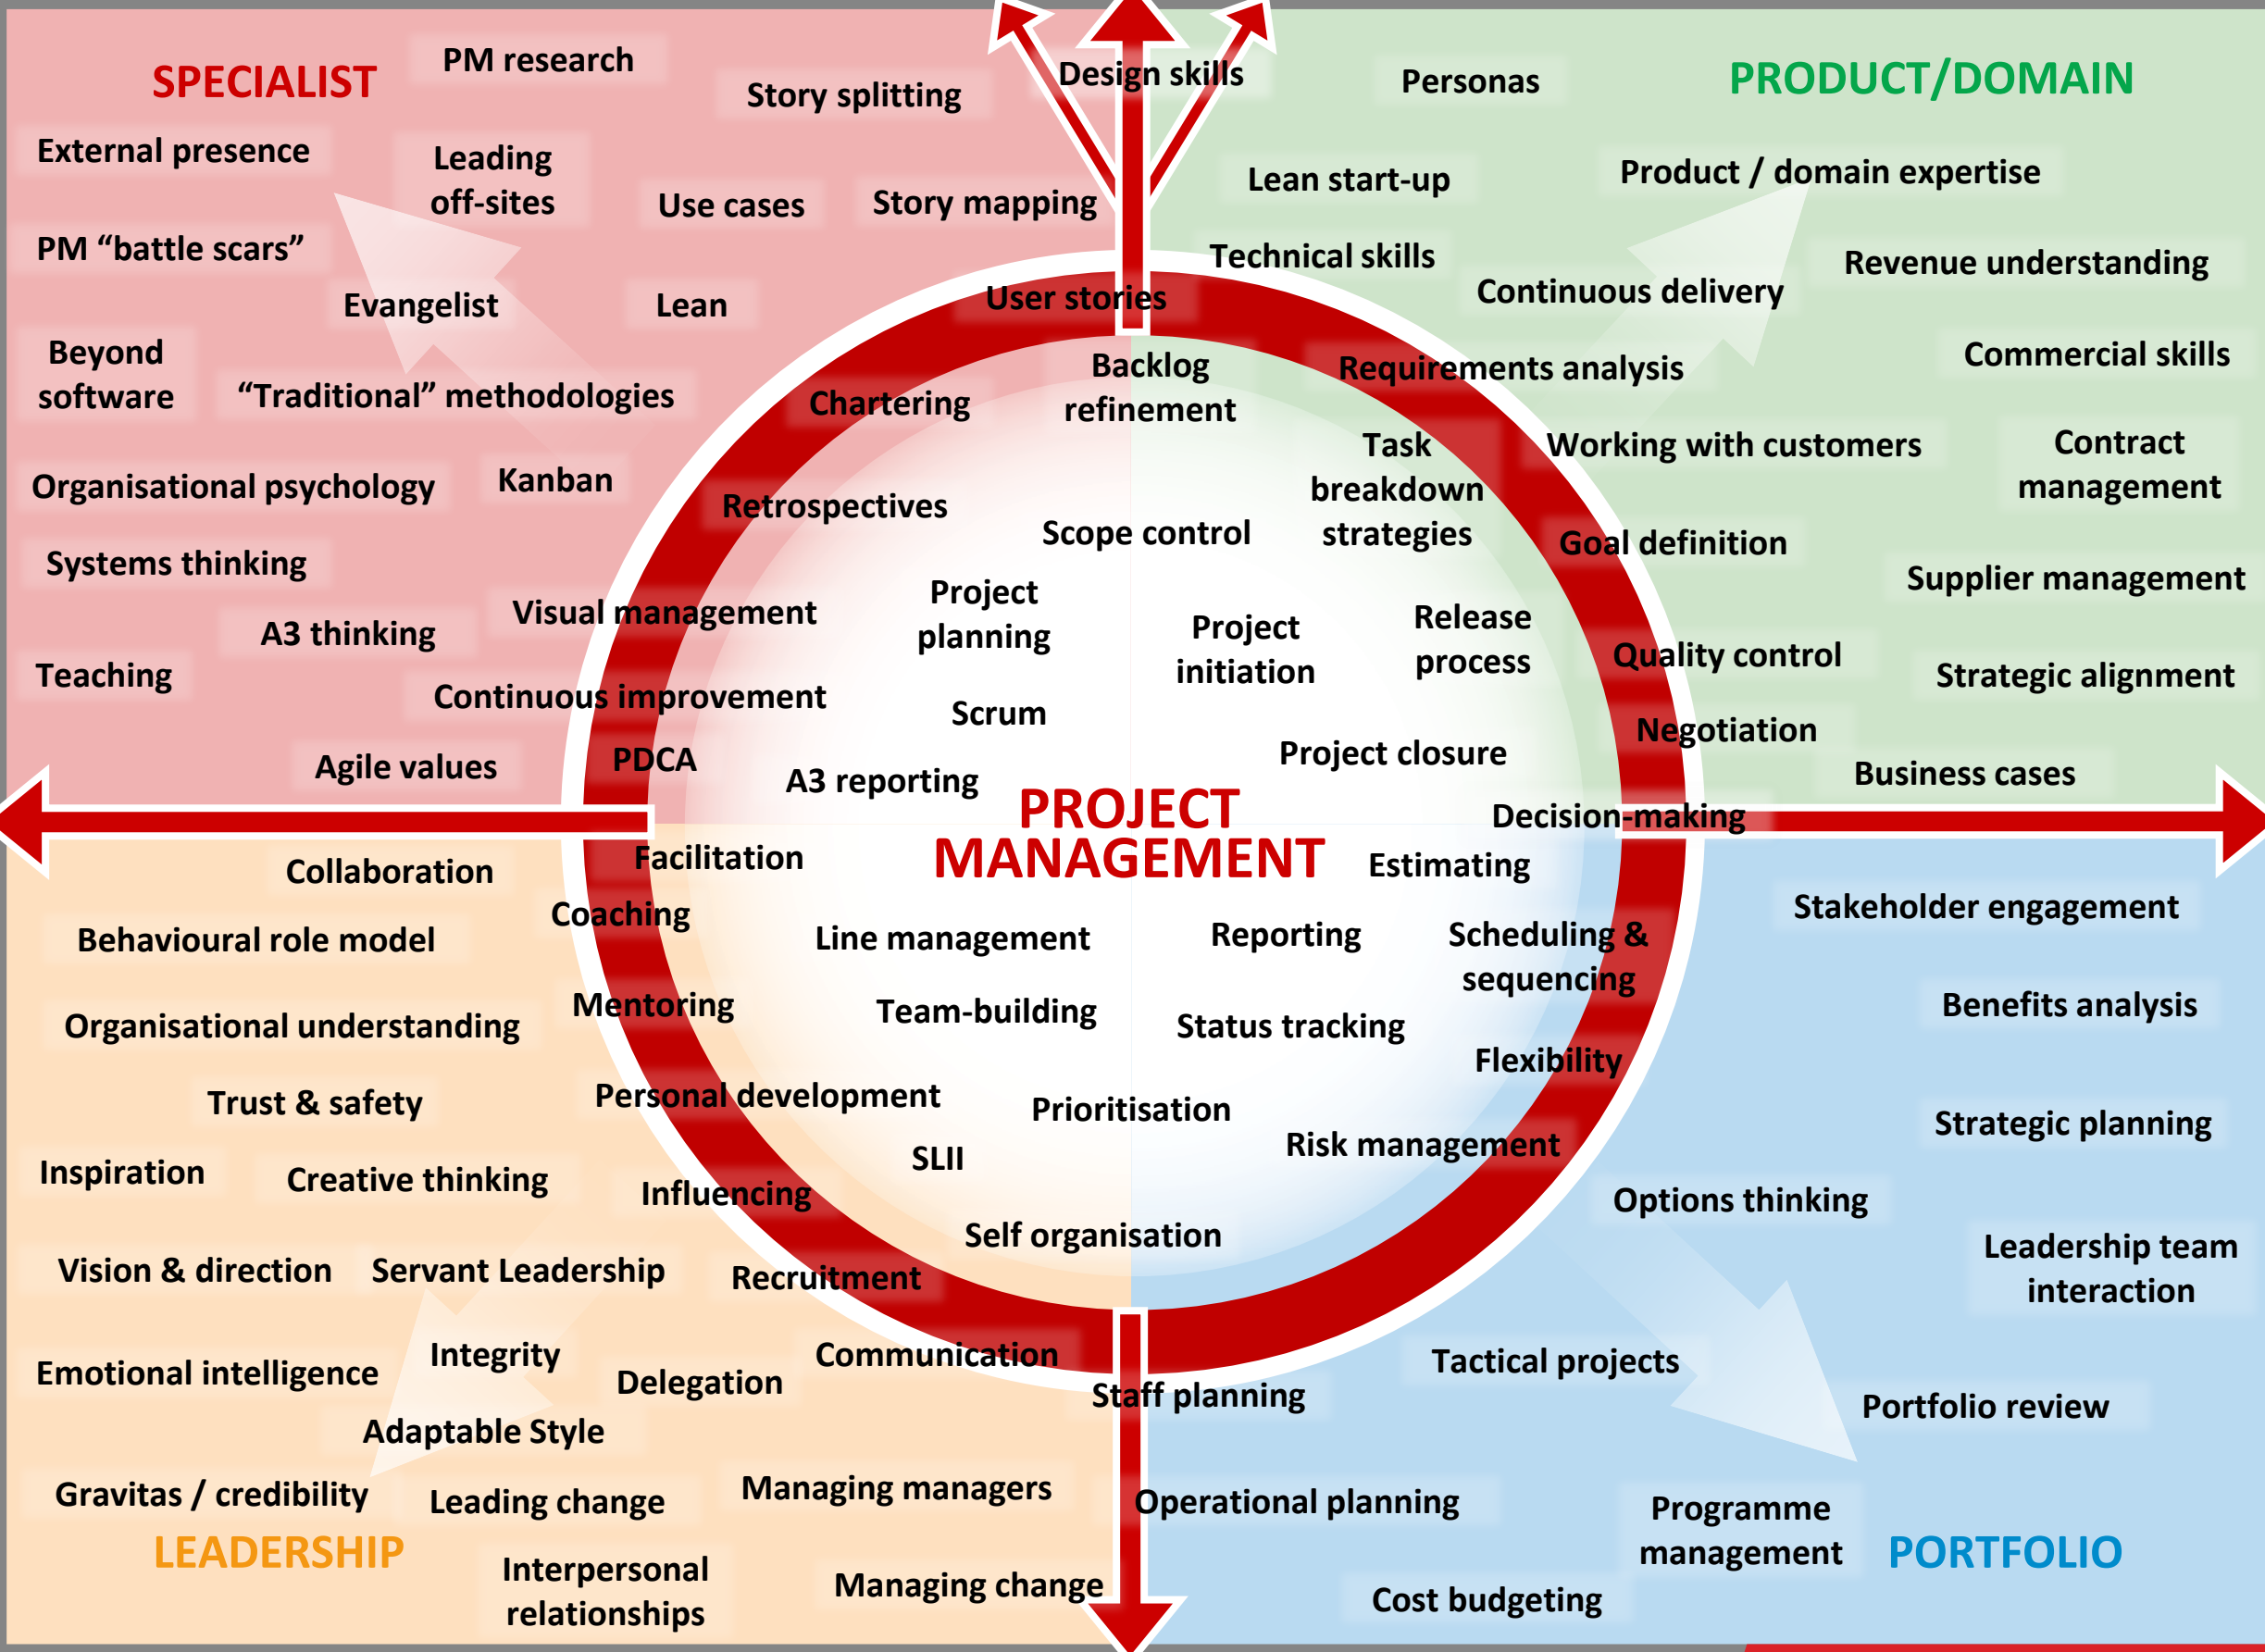 SPECIALIST
PM research
Story splitting
External presence
Leading
off-sites
Use cases
Story mapping
PM “battle scars”
Evangelist
Lean
Beyond
software
“Traditional” methodologies
Chartering
Organisational psychology
Kanban
Retrospectives
Systems thinking
Visual management
A3 thinking
Teaching
Continuous improvement
Agile values
PDCA
Design skills
Personas
PRODUCT/DOMAIN
Lean start-up
Product / domain expertise
Technical skills
Revenue understanding
Continuous delivery
User stories
Backlog
refinement
Requirements analysis
Commercial skills
Task
breakdown
strategies
Working with customers
Contract
management
Scope control
Goal definition
Supplier management
Project
planning
Project
initiation
Release
process
Quality control
Strategic alignment
Scrum
Negotiation
A3 reporting
Project closure
Business cases
PROJECT
MANAGEMENT
Decision-making
Facilitation
Estimating
Collaboration
Coaching
Behavioural role model
Line management
Reporting
Scheduling &
sequencing
Stakeholder engagement
Organisational understanding
Mentoring
Team-building
Status tracking
Benefits analysis
Flexibility
Trust & safety
Personal development
Prioritisation
Risk management
Strategic planning
SLII
Inspiration
Creative thinking
Influencing
Self organisation
Options thinking
Leadership team
interaction
Vision & direction
Servant Leadership
Recruitment
Emotional intelligence
Integrity
Delegation
Communication
Staff planning
Tactical projects
Portfolio review
Adaptable Style
Gravitas / credibility
Leading change
Managing managers
Operational planning
Programme
management
LEADERSHIP
PORTFOLIO
Interpersonal
relationships
Managing change
Cost budgeting